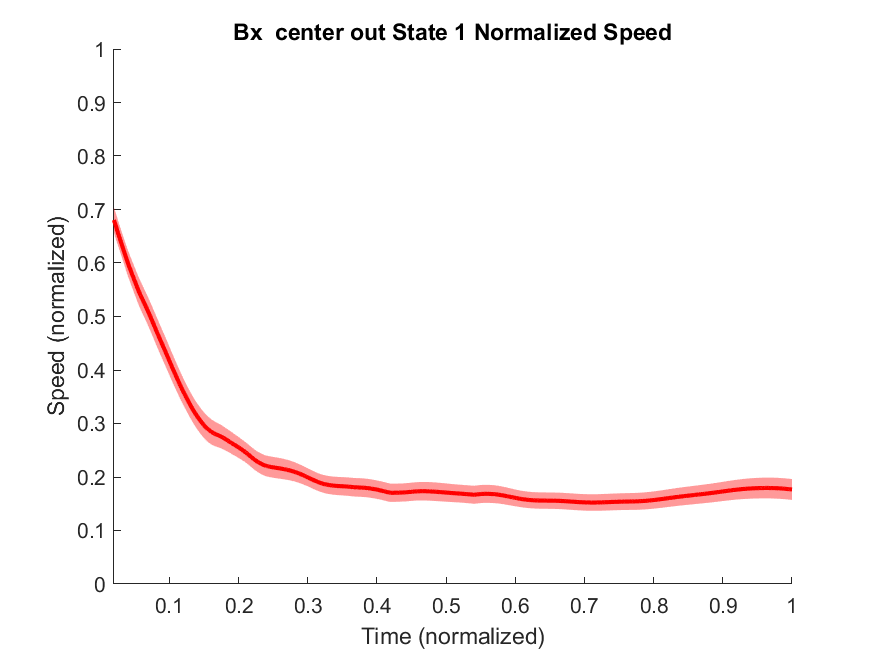 Bx  center out State 1 Normalized Speed
1
0.9
0.8
0.7
0.6
0.5
0.4
0.3
0.2
0.1
0
Speed (normalized)
0.1 0.2 0.3 0.4 0.5 0.6 0.7 0.8 0.9 1
Time (normalized)